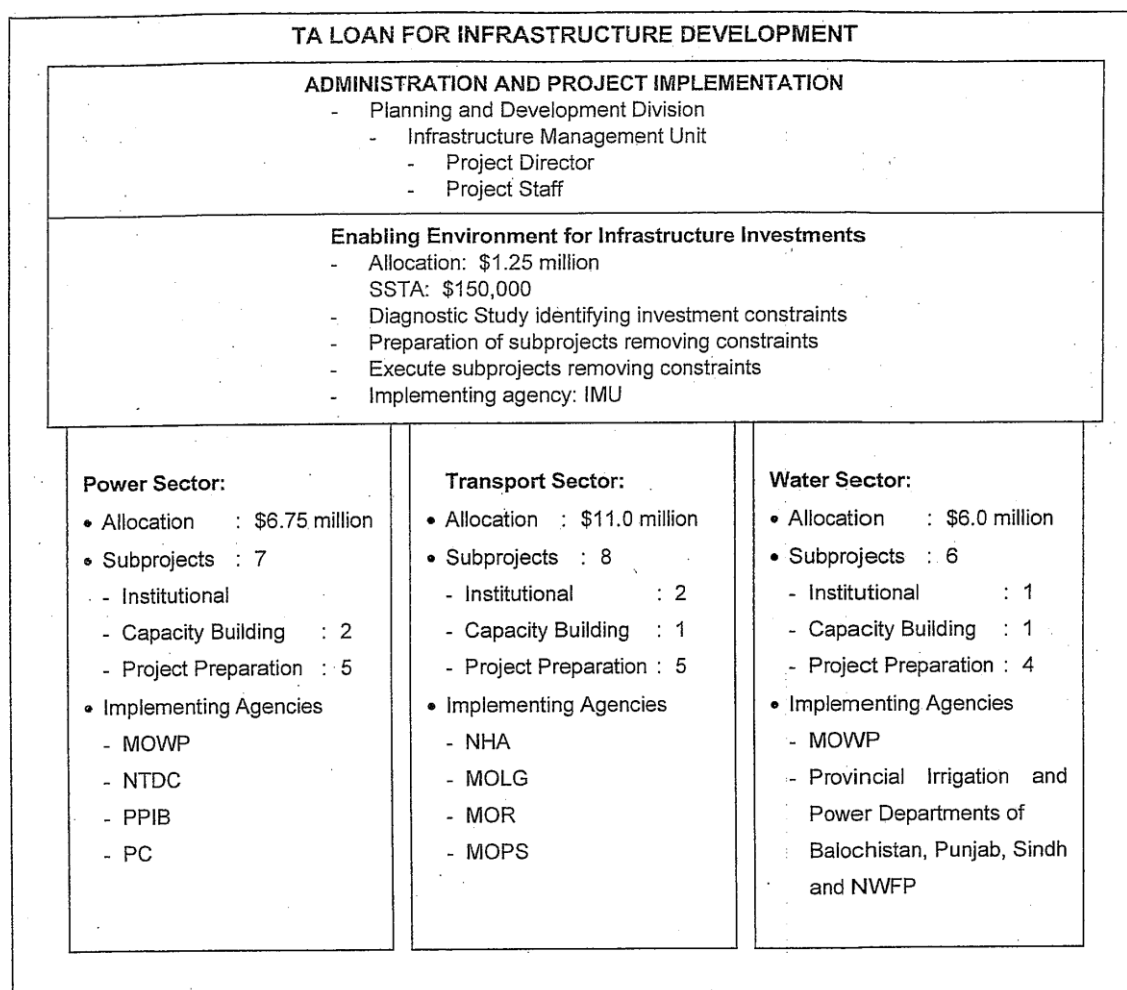 TA LOAN FOR INFRASTRUCTURE DEVELOPMENT
ADMINISTRATION AND PROJECT IMPLEMENTATION
- Planning and Development Division
- Infrastructure Management Unit
- Project Director
- Project Staff
Enabling Environment for Infrastructure Investments
- Allocation: $1.25 million
SSTA: $150,000
- Diagnostic Study identifying investment constraints
- Preparation of subprojects removing constraints
- Execute subprojects removing constraints
- Implementing agency: IMU
Power Sector:
• Allocation : $6.75 million
• Subprojects : 7
- Institutional
- Capacity Building : 2
- Project Preparation : 5
• Implementing Agencies
- MOWP
- NTDC
- PPIB
- PC
Transport Sector:
• Allocation : $11.0 million
• Subprojects : 8
- Institutional : 2
- Capacity Building : 1
- Project Preparation : 5
• Implementing Agencies
- NHA
- MOLG
- MOR
- MOPS
Water Sector:
• Allocation : $6.0 million
• Subprojects : 6
- Institutional : 1
- Capacity Building : 1
- Project Preparation : 4
• Implementing Agencies
- MOWP
- Provincial Irrigation and
Power Departments of
Balochistan, Punjab, Sindh
and NWFP